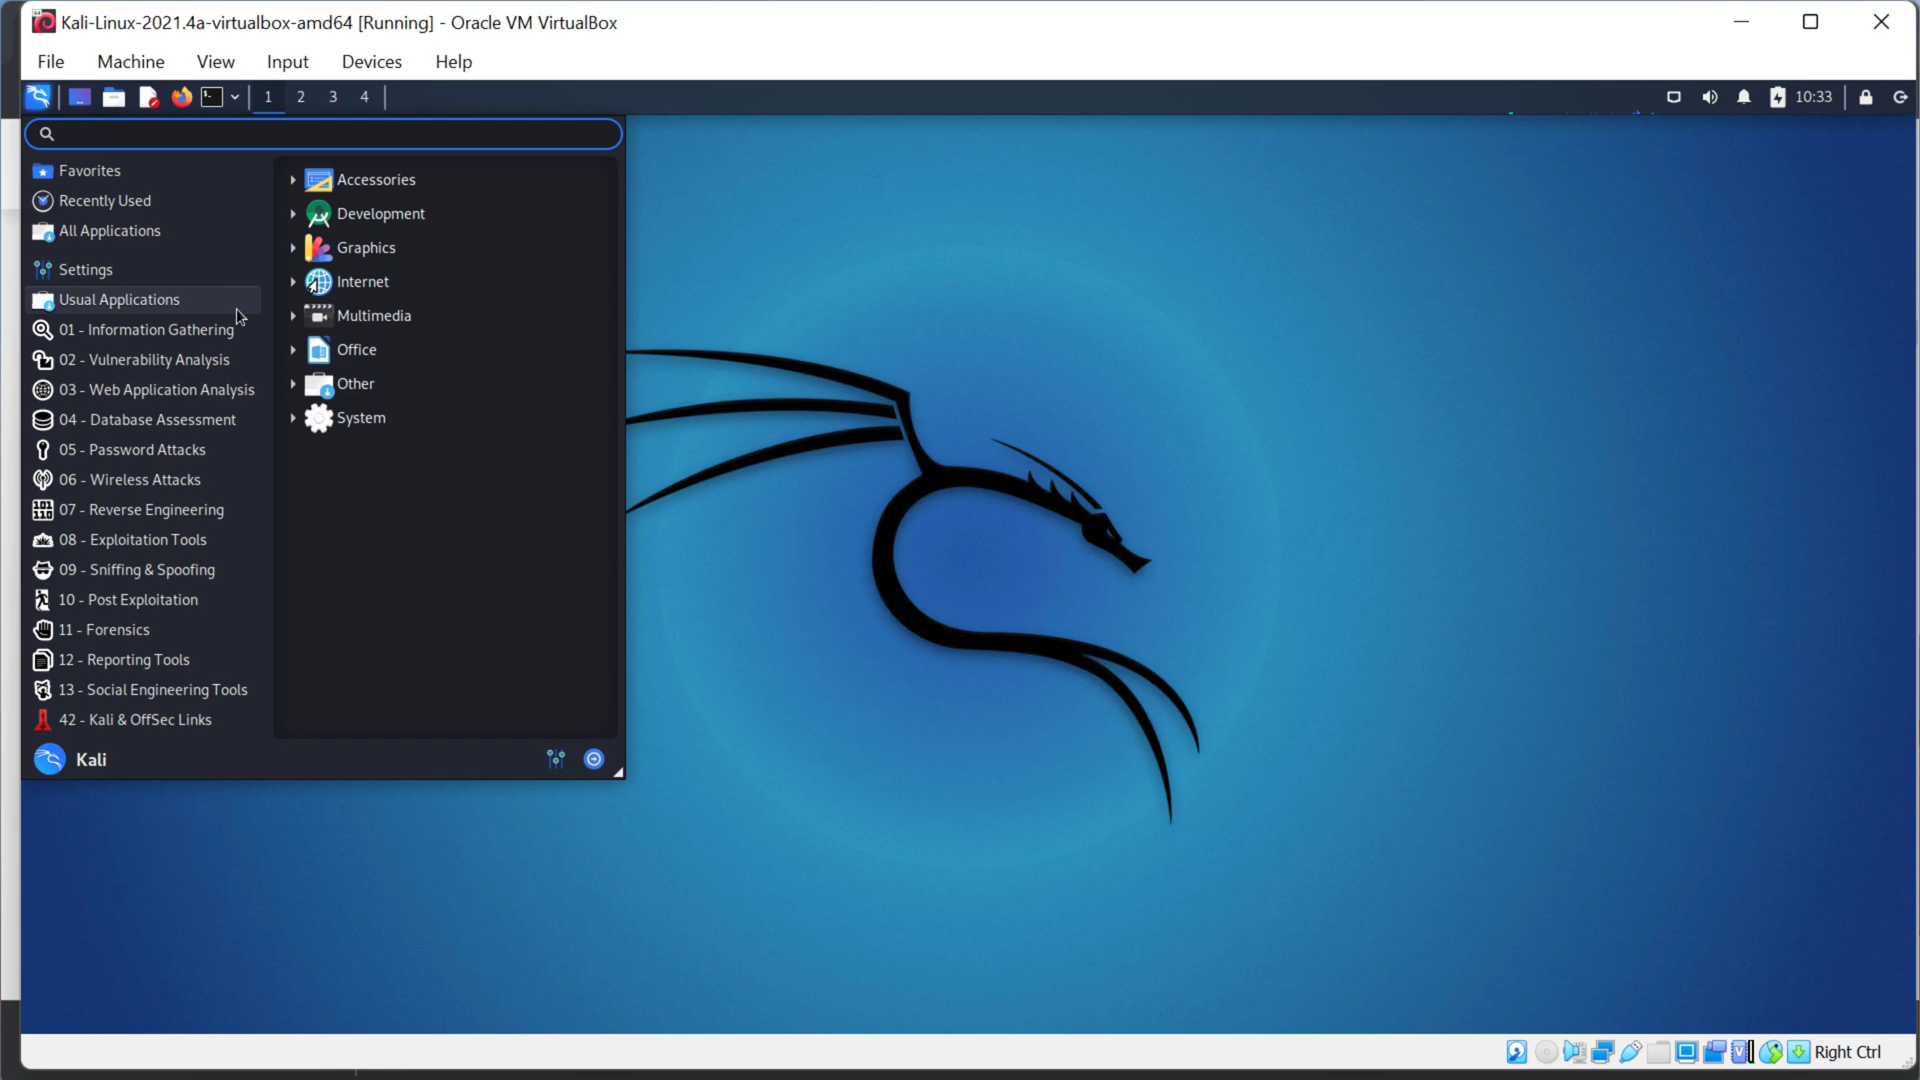 Kali-Linux-2021.4a-virtualbox-amd64 [Running] - Oracle VM VirtualBox
File Machine View Input Devices Help
1 2 3 4
10:33
Favorites
Recently Used
All Applications
Settings
Usual Applications
01 - Information Gathering
02 - Vulnerability Analysis
03 - Web Application Analysis
04 - Database Assessment
05 - Password Attacks
06 - Wireless Attacks
07 - Reverse Engineering
08 - Exploitation Tools
09 - Sniffing & Spoofing
10 - Post Exploitation
11 - Forensics
12 - Reporting Tools
13 - Social Engineering Tools
42 - Kali & OffSec Links
Accessories
Development
Graphics
Internet
Multimedia
Office
Other
System
Kali
Right Ctrl